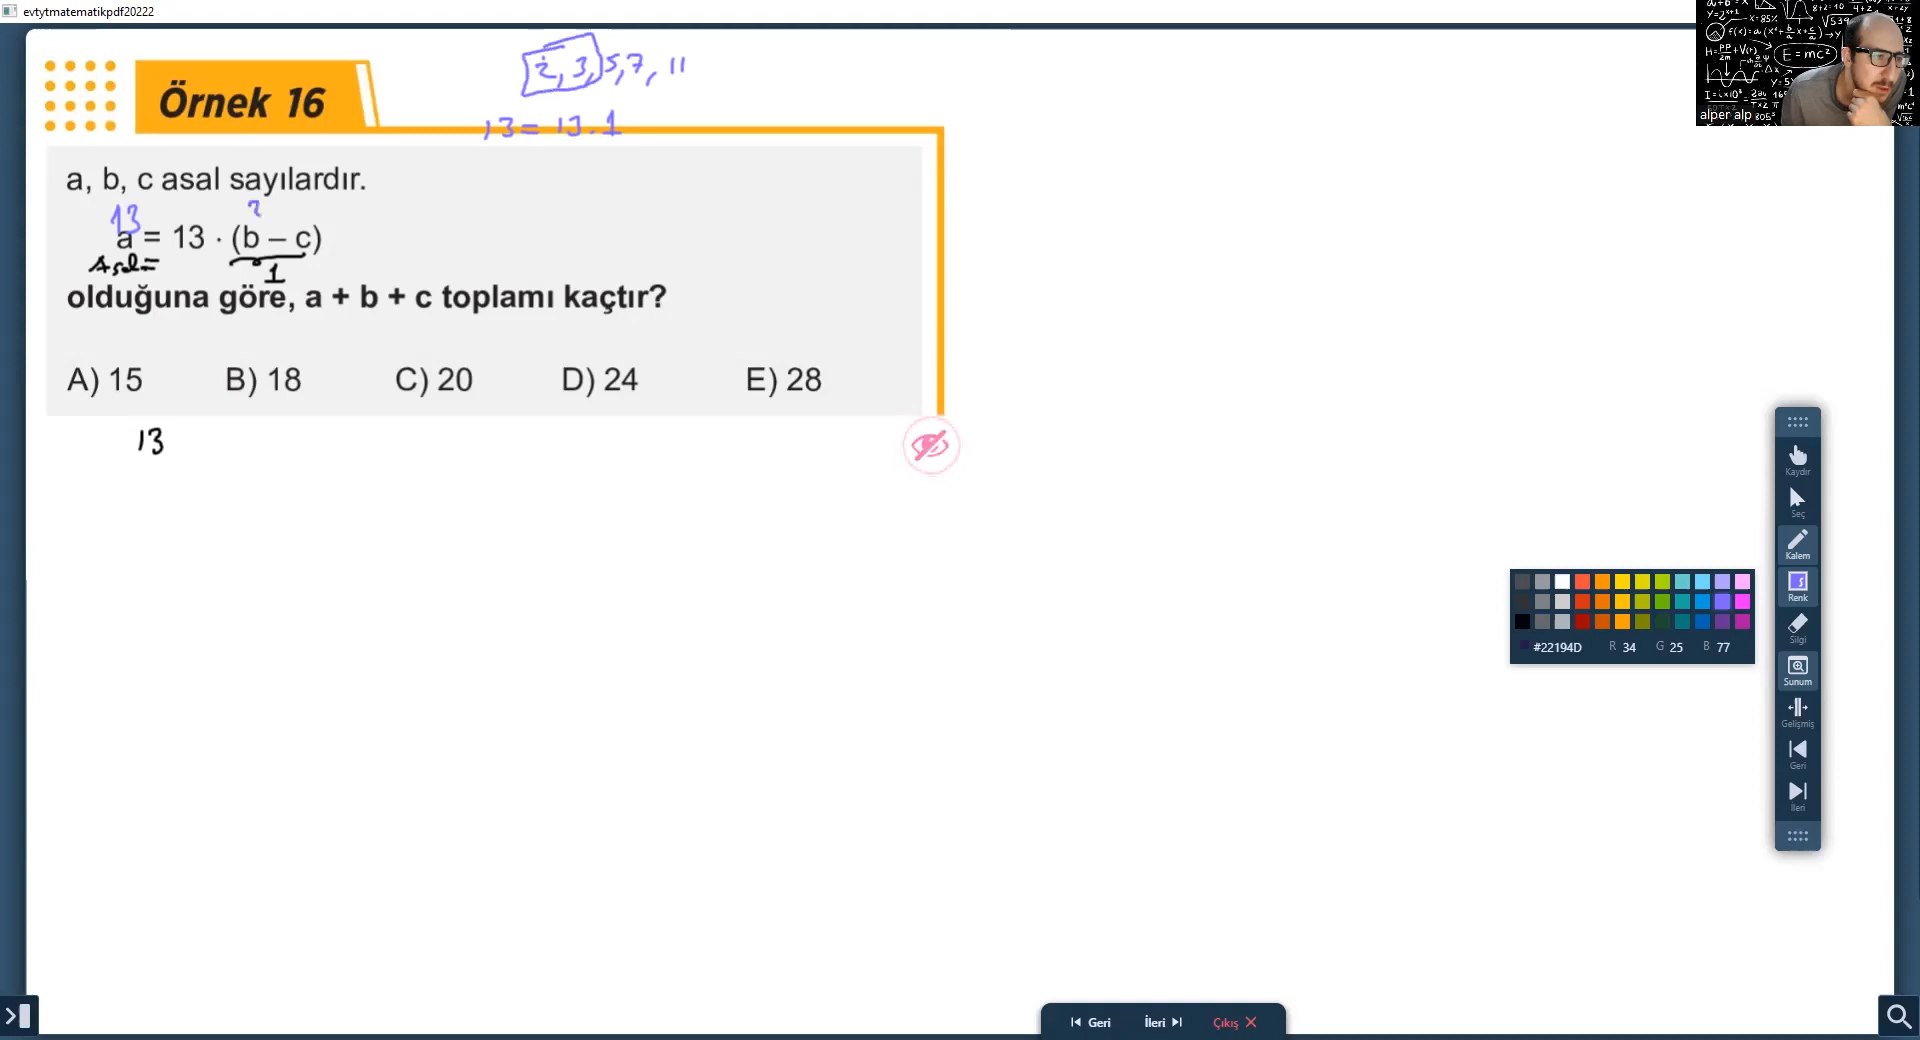 evtytmatematikpdf20222
2, 3, 5, 7, 11
Örnek 16
13 = 13 . 1
a, b, c asal sayılardır.
13 ?
a = 13 · (b – c)
Asal = 1
olduğuna göre, a + b + c toplamı kaçtır?
A) 15 B) 18 C) 20 D) 24 E) 28
13
E = mc²
alper alp
Kaydır
Seç
Kalem
Renk
Silgi
Sunum
Gelişmiş
Geri
İleri
#22194D R 34 G 25 B 77
Geri İleri Çıkış